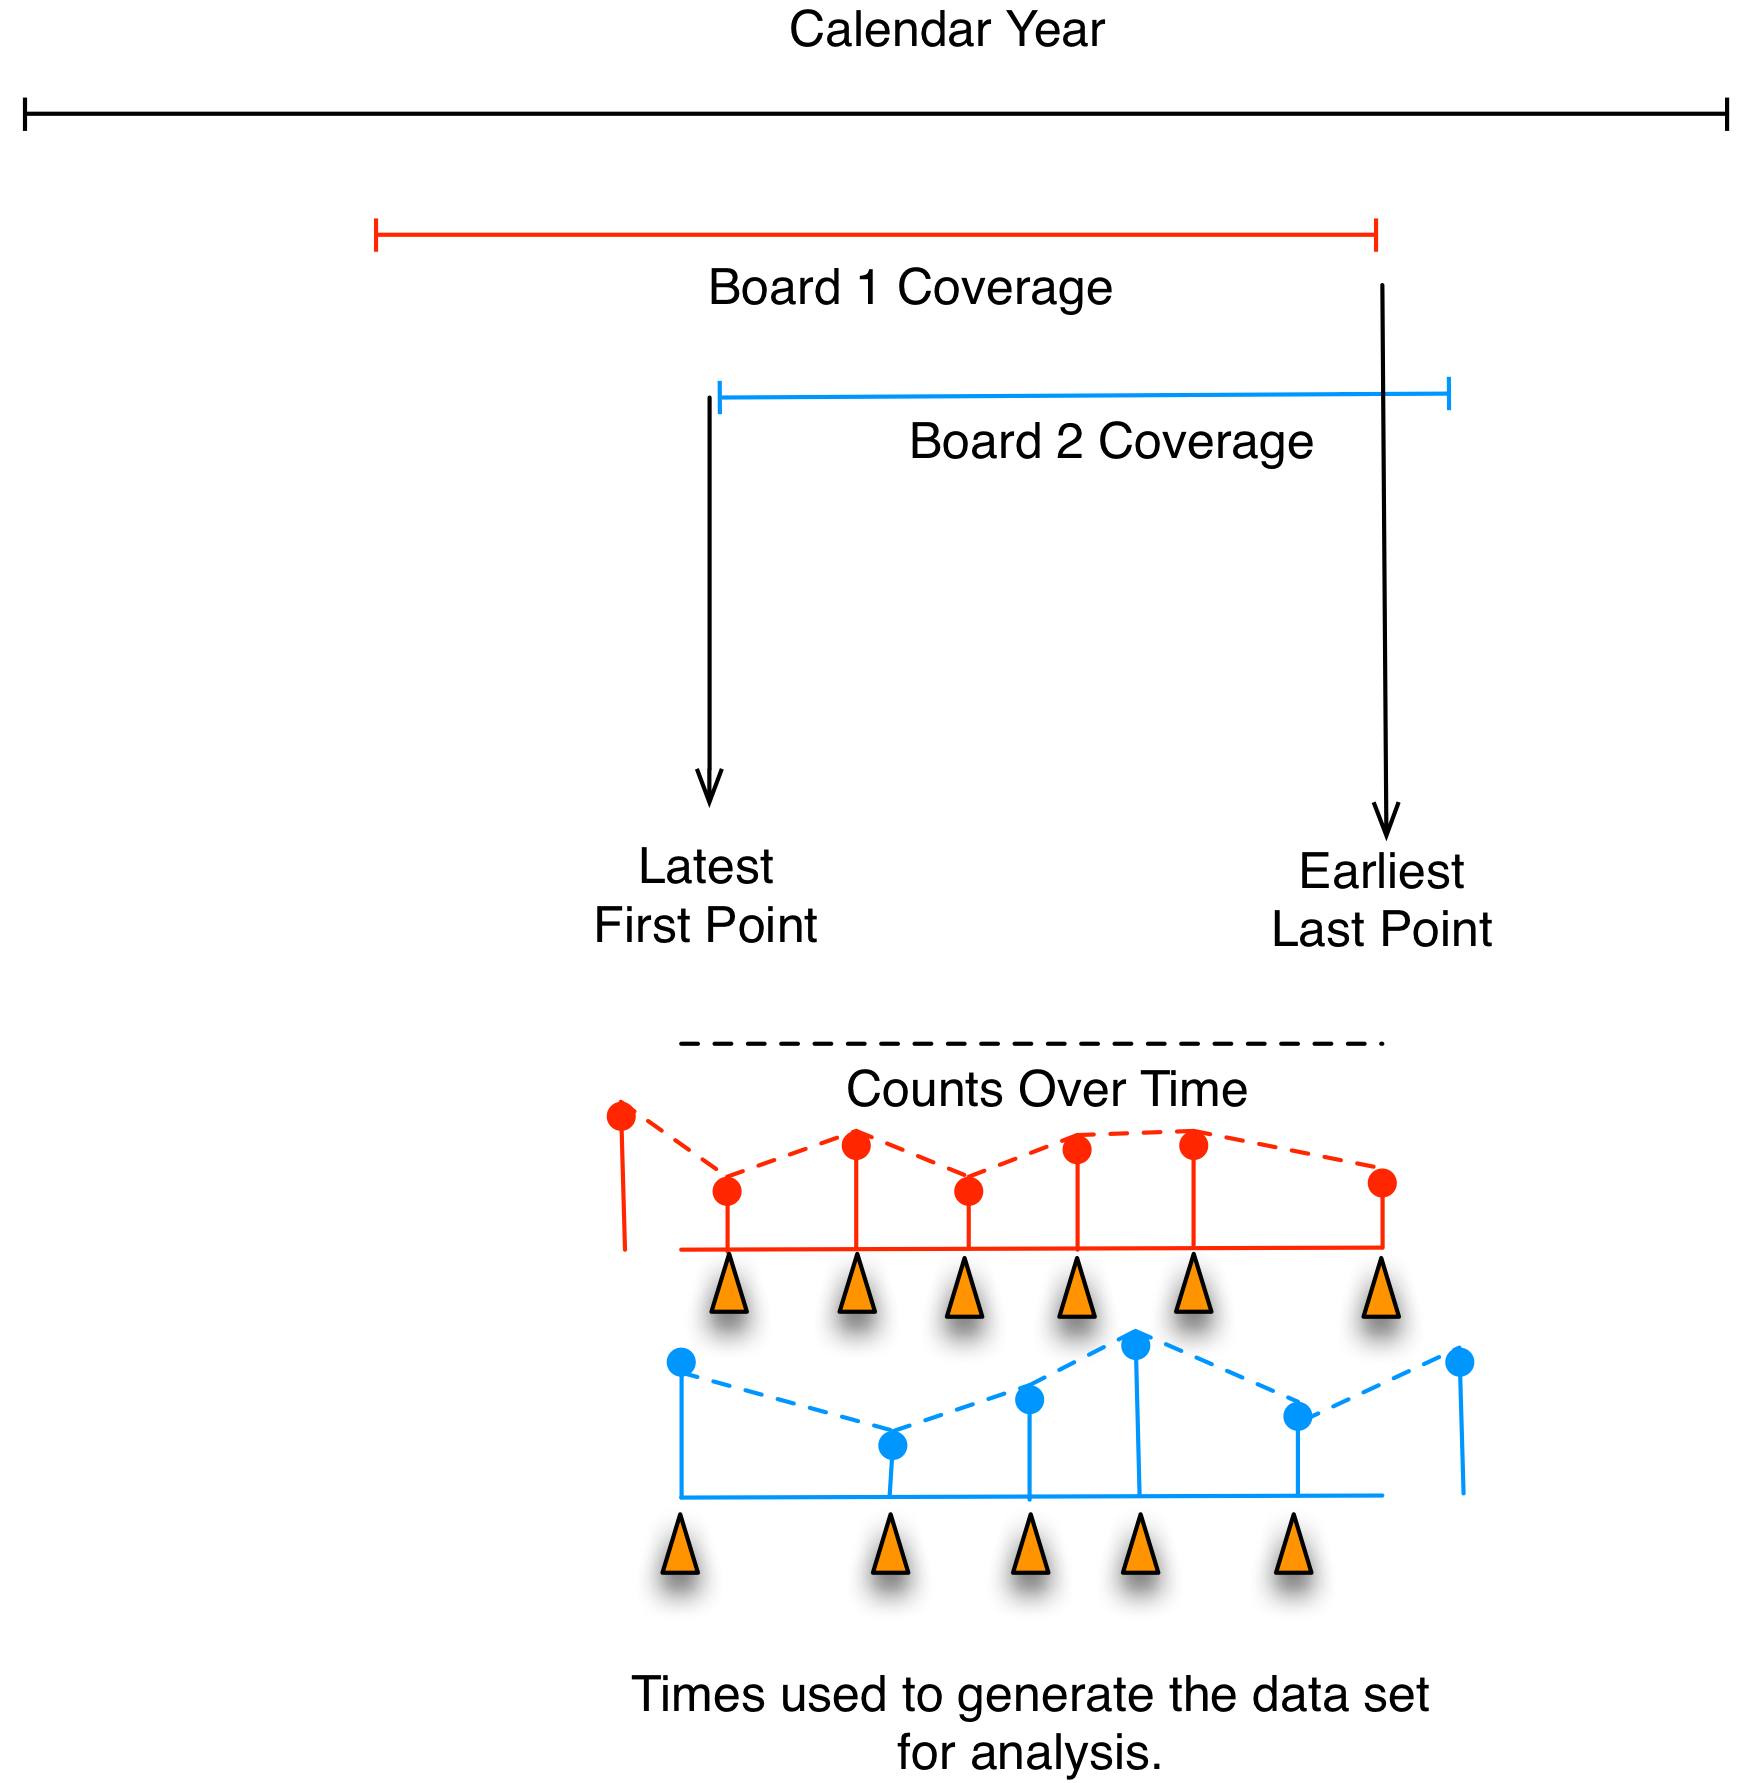 Calendar Year
Board 1 Coverage
Board 2 Coverage
Latest
First Point
Earliest
Last Point
Counts Over Time
Times used to generate the data set
for analysis.